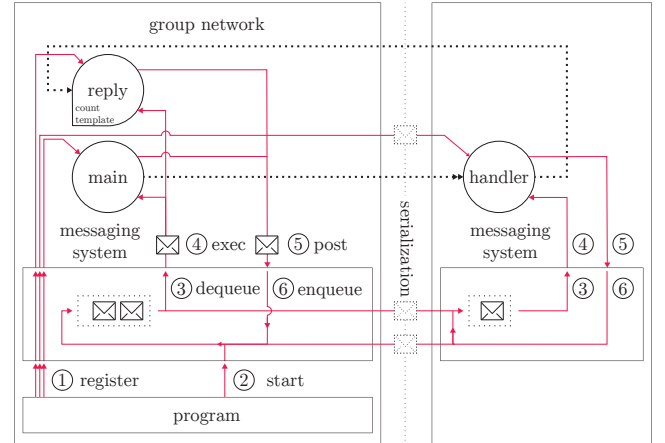 group network
reply
count
template
main
handler
messaging
system
④ exec
⑤ post
serialization
messaging
system
④
⑤
③ dequeue
⑥ enqueue
③
⑥
① register
② start
program